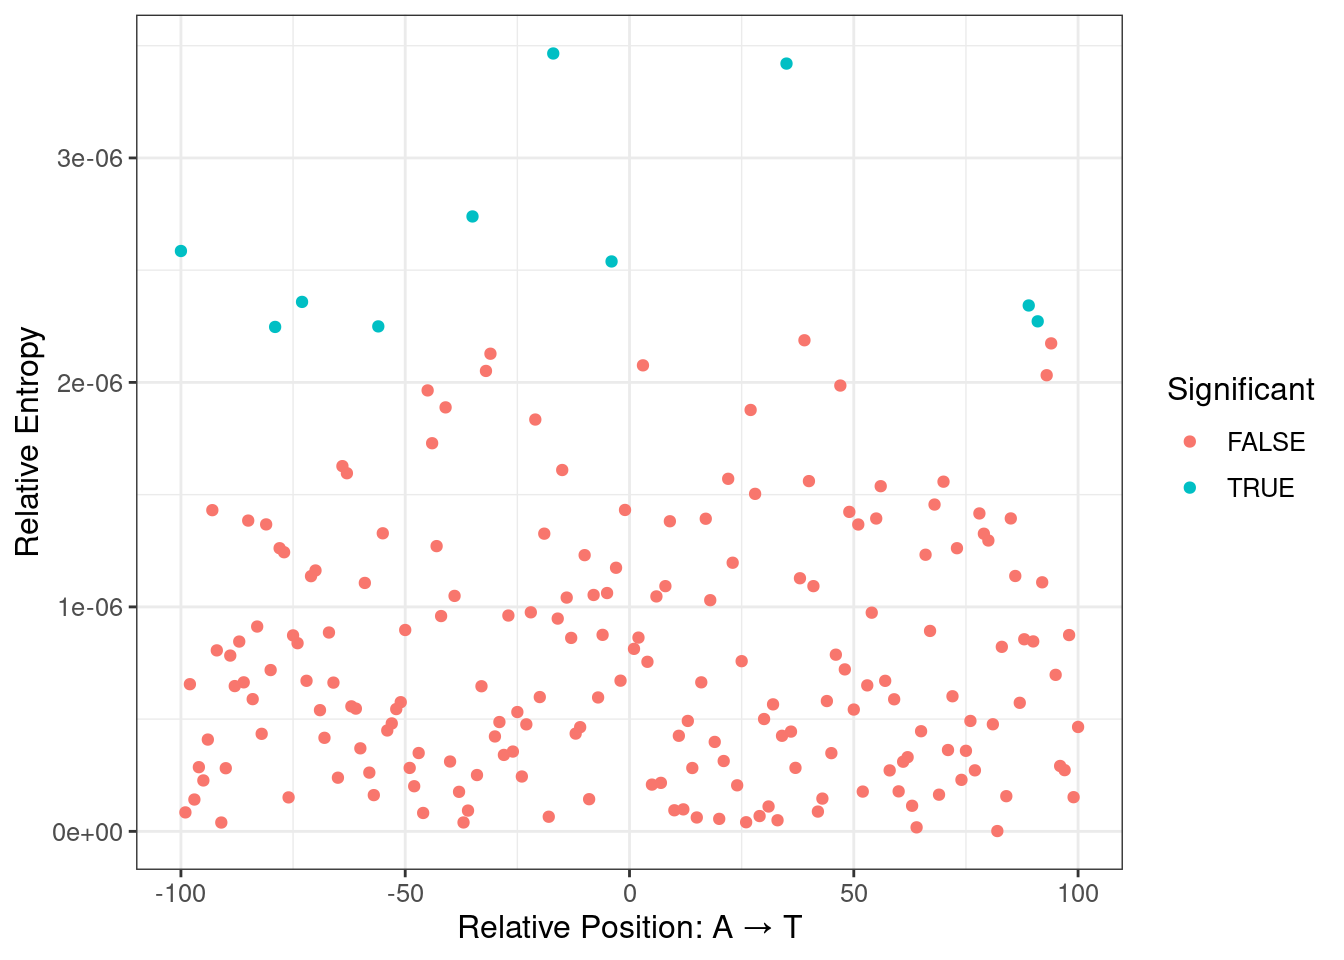 3e-06
2e-06
1e-06
0e+00
Relative Entropy
-100 -50 0 50 100
Relative Position: A → T
Significant
FALSE
TRUE